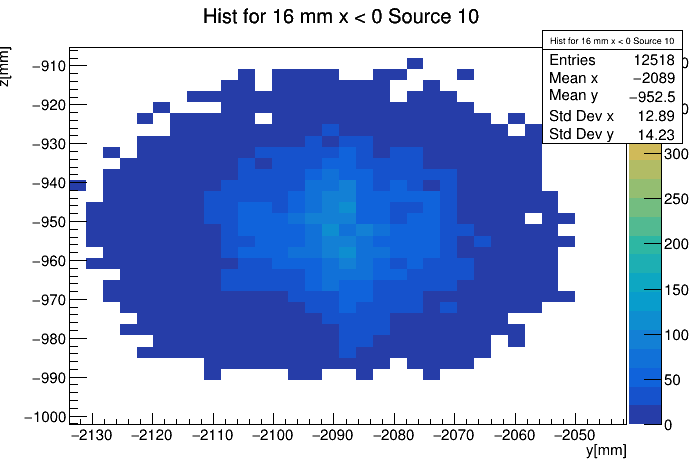 Hist for 16 mm x < 0 Source 10
z[mm]
Hist for 16 mm x < 0 Source 10
Entries 12518
Mean x −2089
Mean y −952.5
Std Dev x 12.89
Std Dev y 14.23
−910
−920
−930
−940
−950
−960
−970
−980
−990
−1000
−2130 −2120 −2110 −2100 −2090 −2080 −2070 −2060 −2050
y[mm]
300
250
200
150
100
50
0